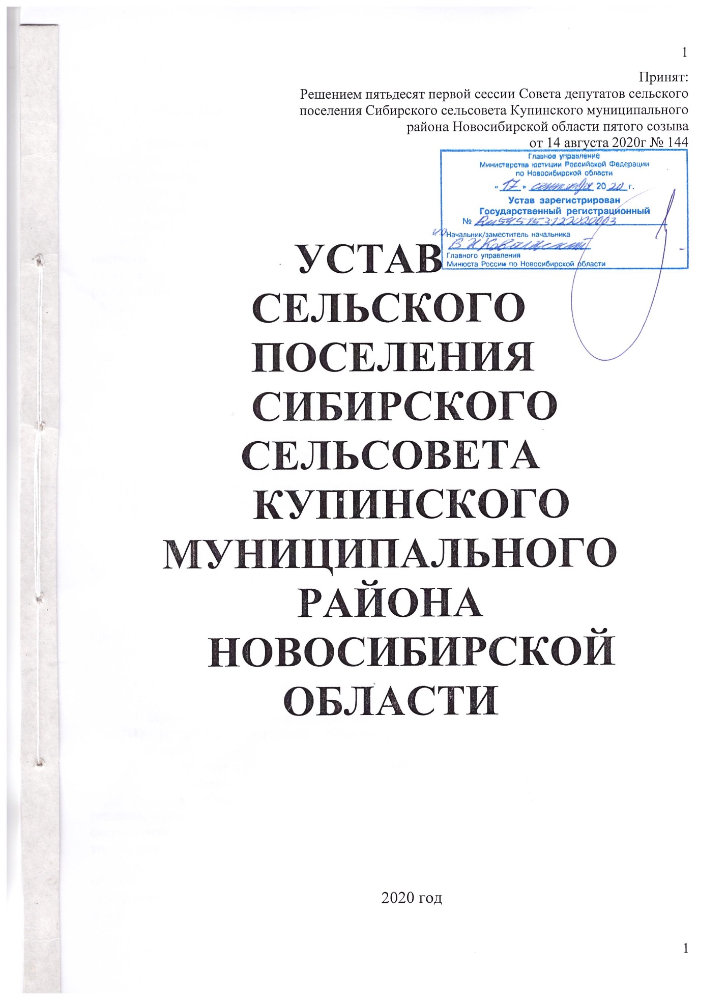 1
Принят:
Решением пятьдесят первой сессии Совета депутатов сельского
поселения Сибирского сельсовета Купинского муниципального
района Новосибирской области пятого созыва
от 14 августа 2020г № 144
Главное управление
Министерства юстиции Российской Федерации
по Новосибирской области
« 17 » сентября 2020 г.
Устав зарегистрирован
Государственный регистрационный
№ Ru545153122020003
ио Начальник/заместитель начальника
Главного управления
Минюста России по Новосибирской области
УСТАВ
СЕЛЬСКОГО
ПОСЕЛЕНИЯ
СИБИРСКОГО
СЕЛЬСОВЕТА
КУПИНСКОГО
МУНИЦИПАЛЬНОГО
РАЙОНА
НОВОСИБИРСКОЙ
ОБЛАСТИ
2020 год
1